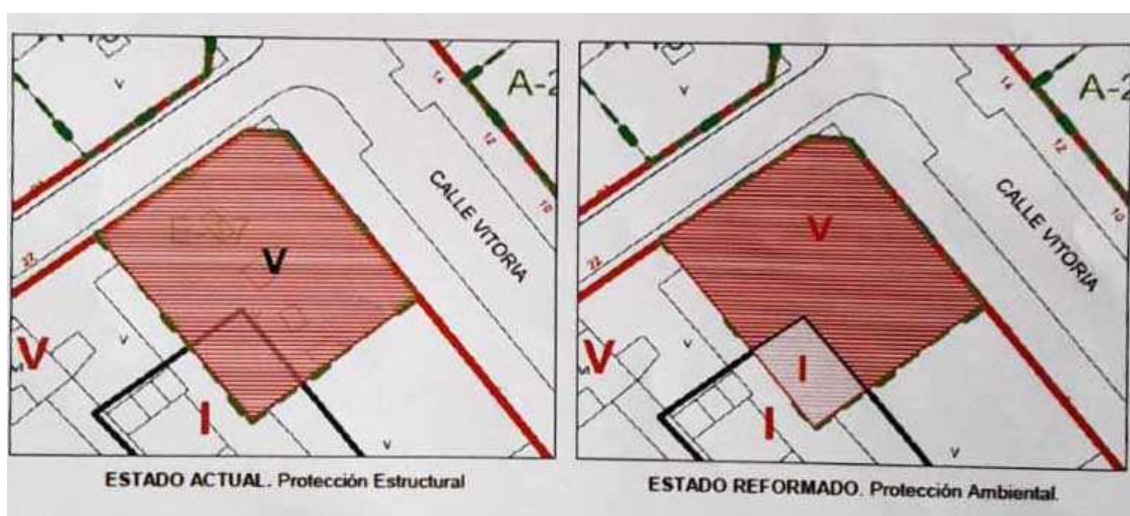 A-2
14
12
10
CALLE VITORIA
V
V
22
V
V
I
V
ESTADO ACTUAL. Protección Estructural
A-2
14
12
10
CALLE VITORIA
V
V
22
V
V
I
I
V
ESTADO REFORMADO. Protección Ambiental.